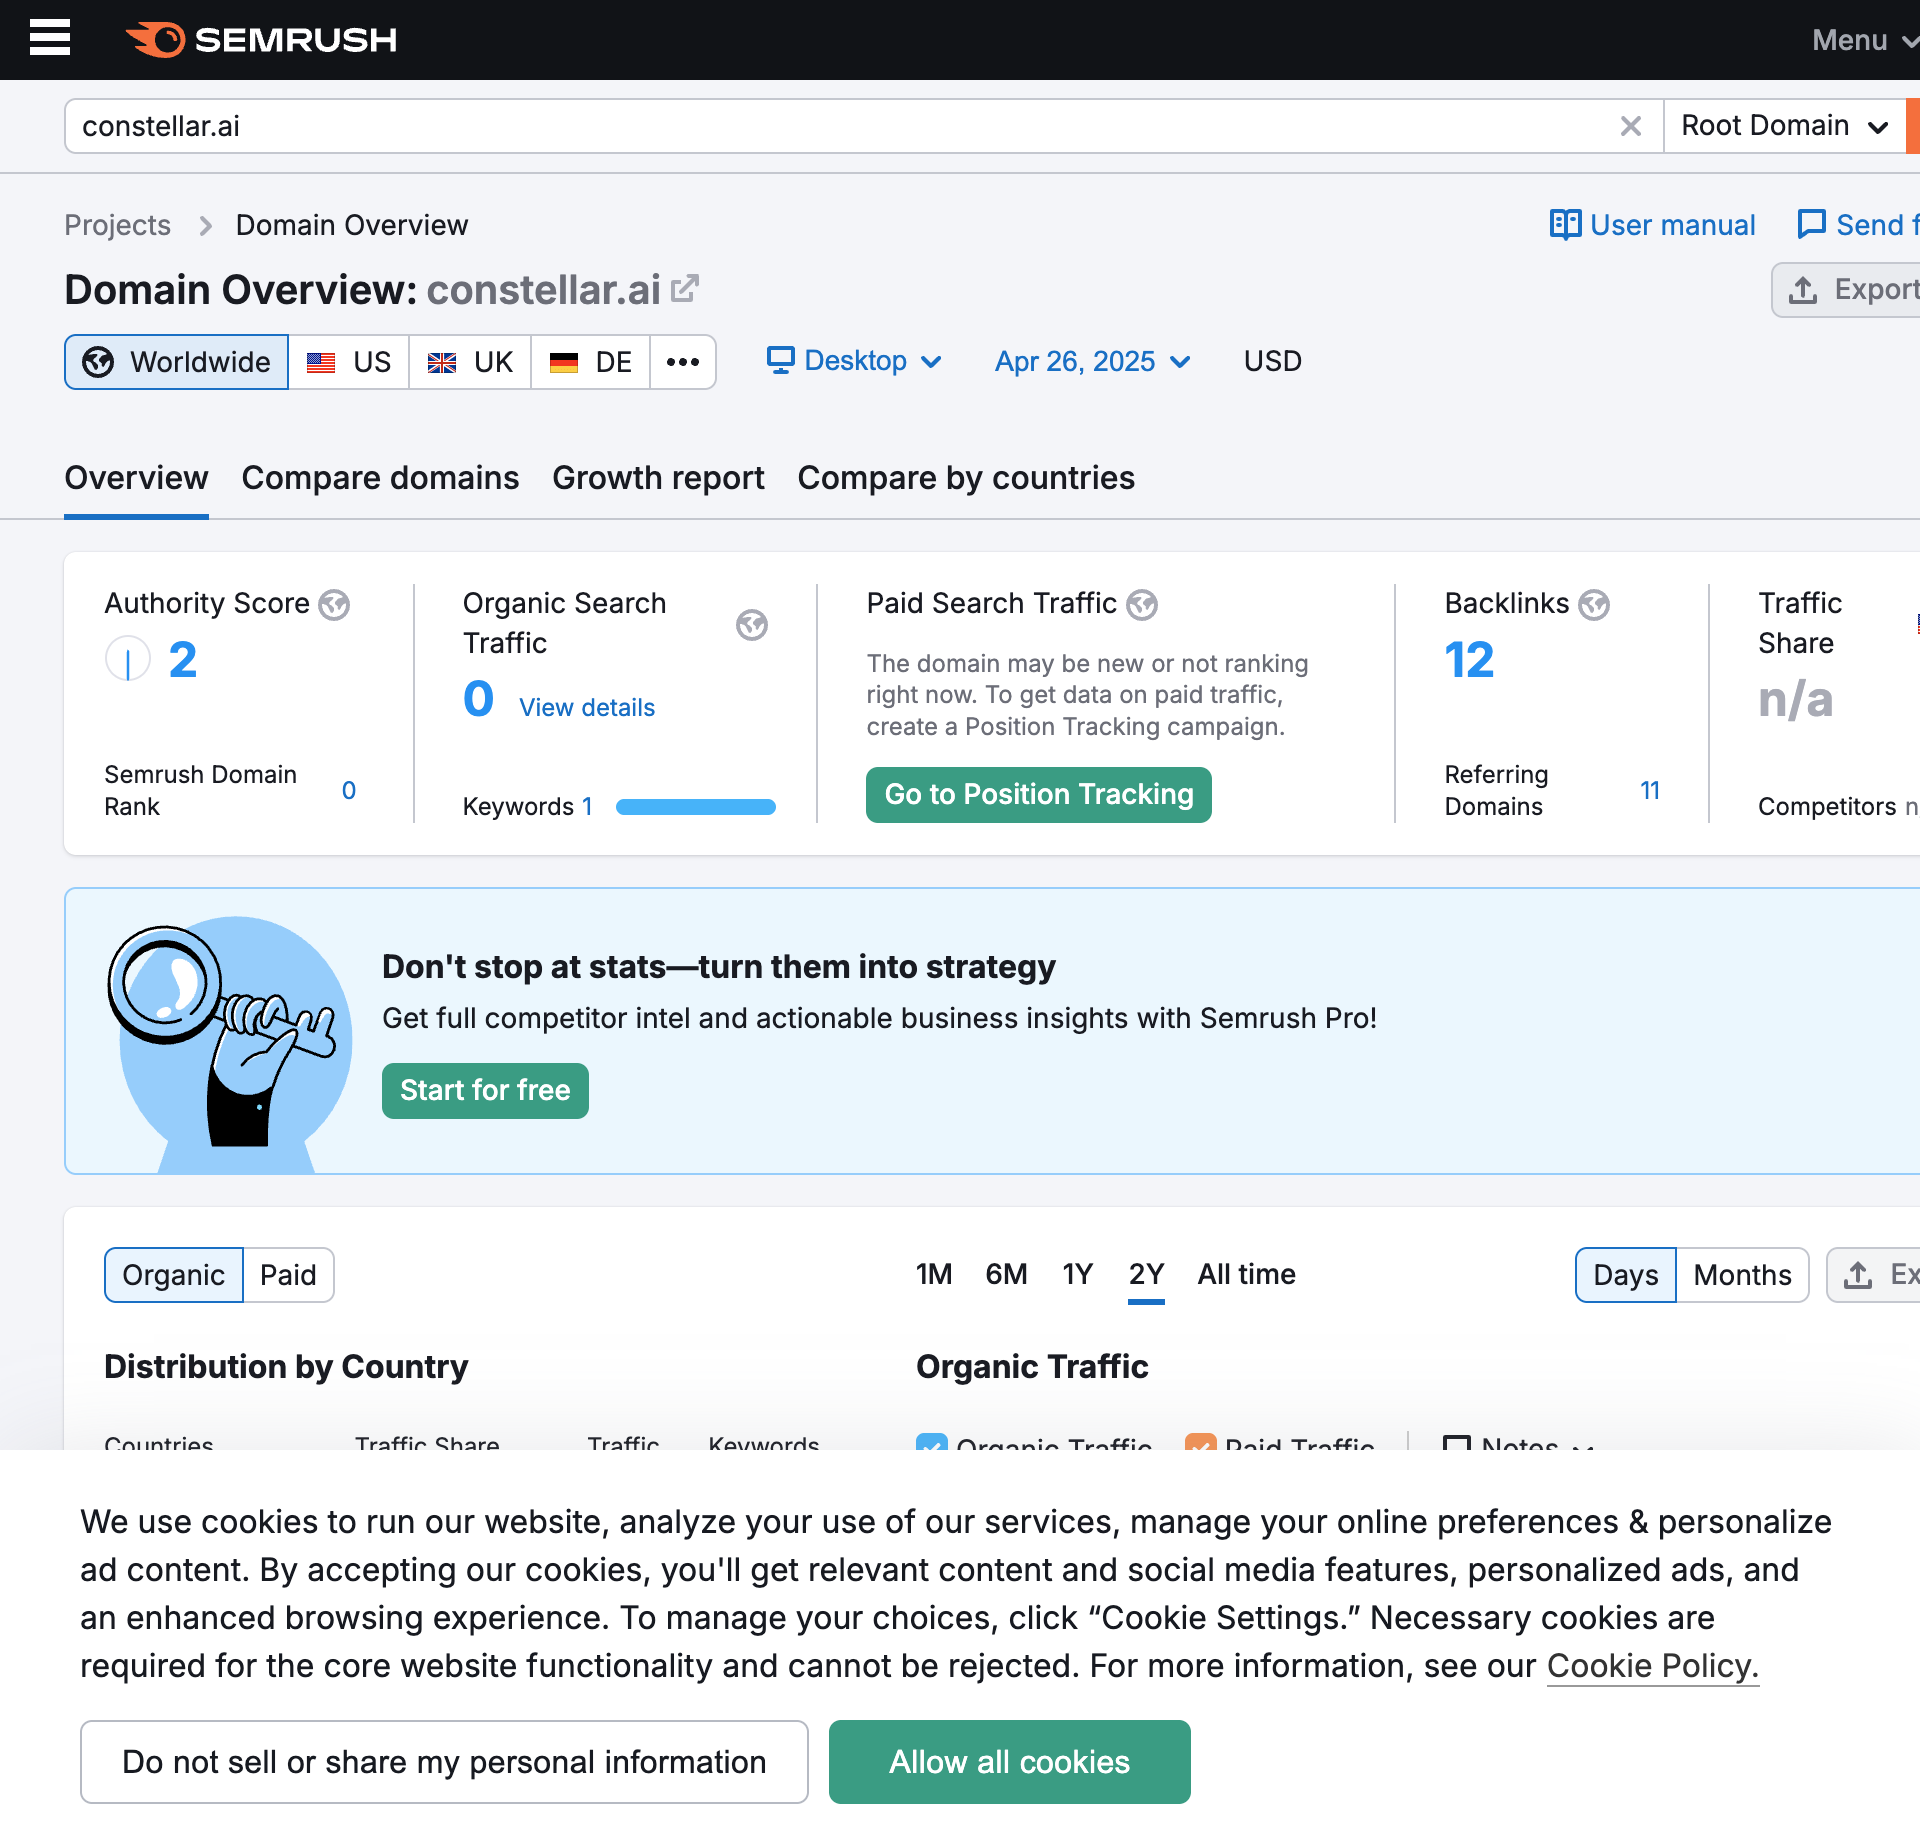 SEMRUSH
Menu
constellar.ai
Root Domain
Projects
Domain Overview
User manual
Send f
Domain Overview: constellar.ai
Export
Worldwide
US
UK
DE
Desktop
Apr 26, 2025
USD
Overview
Compare domains
Growth report
Compare by countries
Authority Score
2
Semrush Domain
Rank
0
Organic Search
Traffic
0
View details
Keywords 1
Paid Search Traffic
The domain may be new or not ranking
right now. To get data on paid traffic,
create a Position Tracking campaign.
Go to Position Tracking
Backlinks
12
Referring
Domains
11
Traffic
Share
n/a
Competitors n
Don't stop at stats—turn them into strategy
Get full competitor intel and actionable business insights with Semrush Pro!
Start for free
Organic
Paid
1M
6M
1Y
2Y
All time
Days
Months
Ex
Distribution by Country
Organic Traffic
Countries
Traffic Share
Traffic
Keywords
Organic Traffic
Paid Traffic
Notes
We use cookies to run our website, analyze your use of our services, manage your online preferences & personalize
ad content. By accepting our cookies, you'll get relevant content and social media features, personalized ads, and
an enhanced browsing experience. To manage your choices, click “Cookie Settings.” Necessary cookies are
required for the core website functionality and cannot be rejected. For more information, see our Cookie Policy.
Do not sell or share my personal information
Allow all cookies